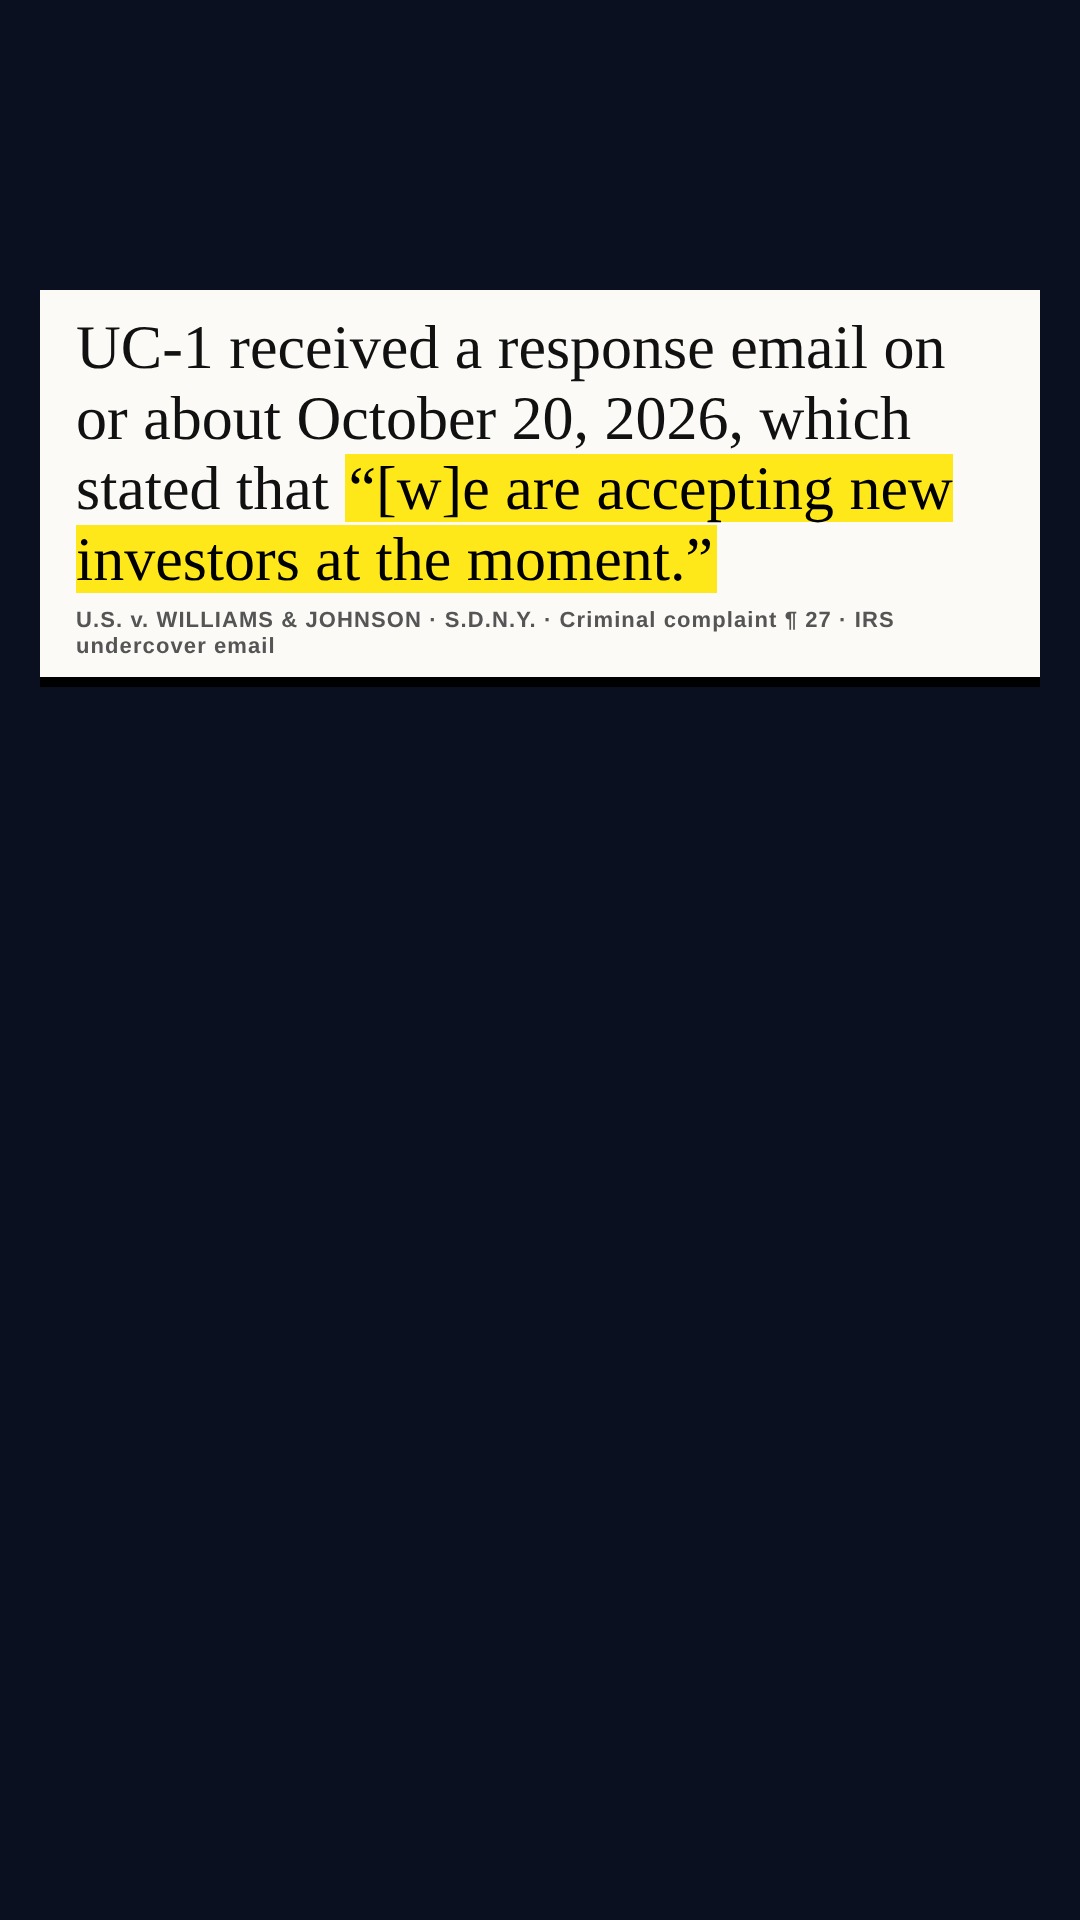 UC-1 received a response email on
or about October 20, 2026, which
stated that “[w]e are accepting new
investors at the moment.”
U.S. v. WILLIAMS & JOHNSON · S.D.N.Y. · Criminal complaint ¶ 27 · IRS
undercover email